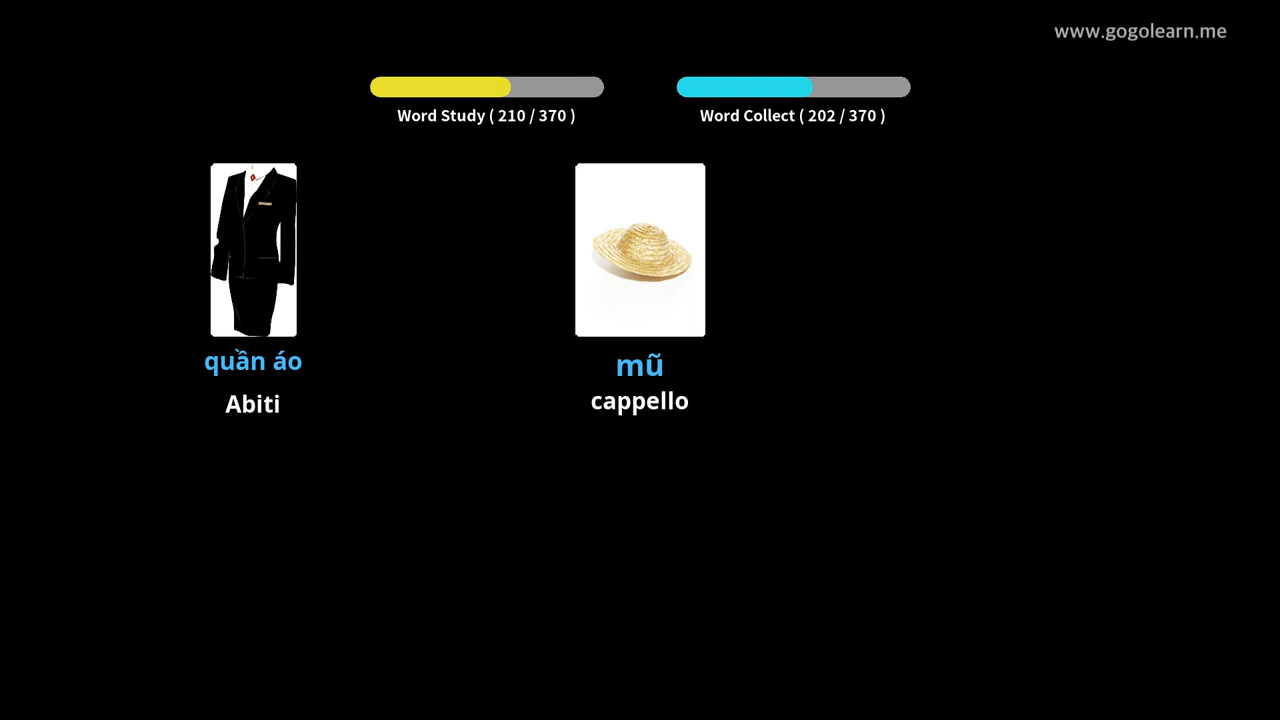 www.gogolearn.me
Word Study ( 210 / 370 )
Word Collect ( 202 / 370 )
quần áo
Abiti
mũ
cappello